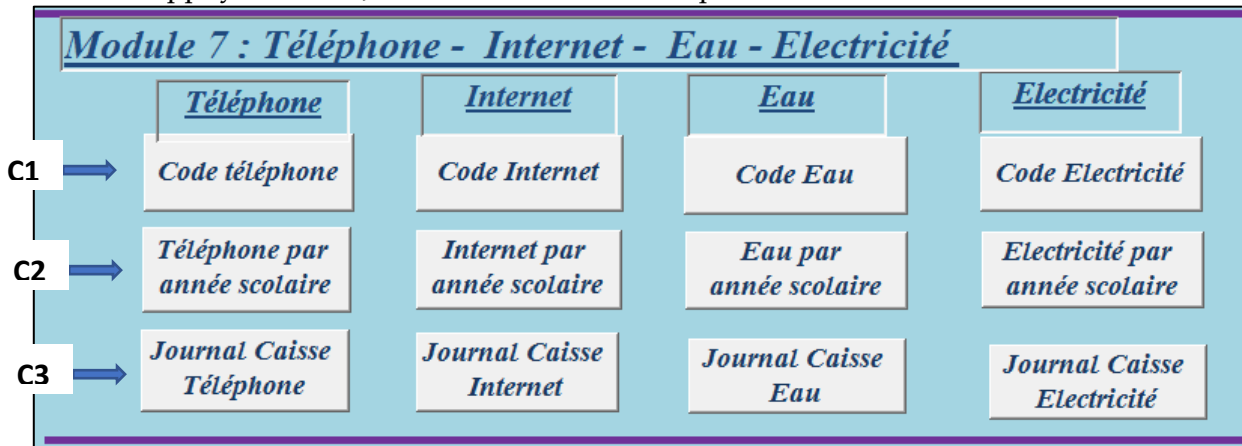 Module 7 : Téléphone - Internet - Eau - Electricité
Téléphone Internet Eau Electricité
C1 Code téléphone Code Internet Code Eau Code Electricité
C2
Téléphone par année scolaire
Internet par année scolaire
Eau par année scolaire
Electricité par année scolaire
C3
Journal Caisse Téléphone
Journal Caisse Internet
Journal Caisse Eau
Journal Caisse Electricité